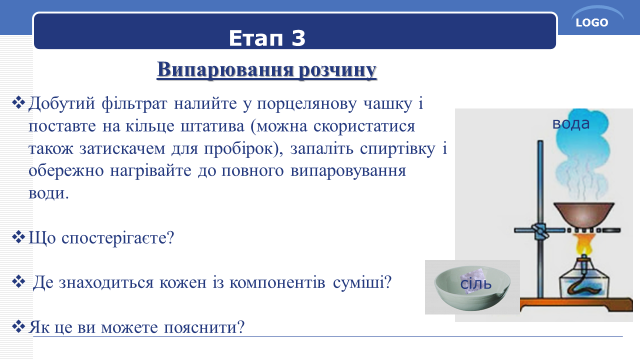 LOGO
Етап 3
Випарювання розчину
❖Добутий фільтрат налийте у порцелянову чашку і
поставте на кільце штатива (можна скористатися
також затискачем для пробірок), запаліть спиртівку і
обережно нагрівайте до повного випаровування
води.
❖Що спостерігаєте?
❖ Де знаходиться кожен із компонентів суміші?
❖Як це ви можете пояснити?
вода
сіль